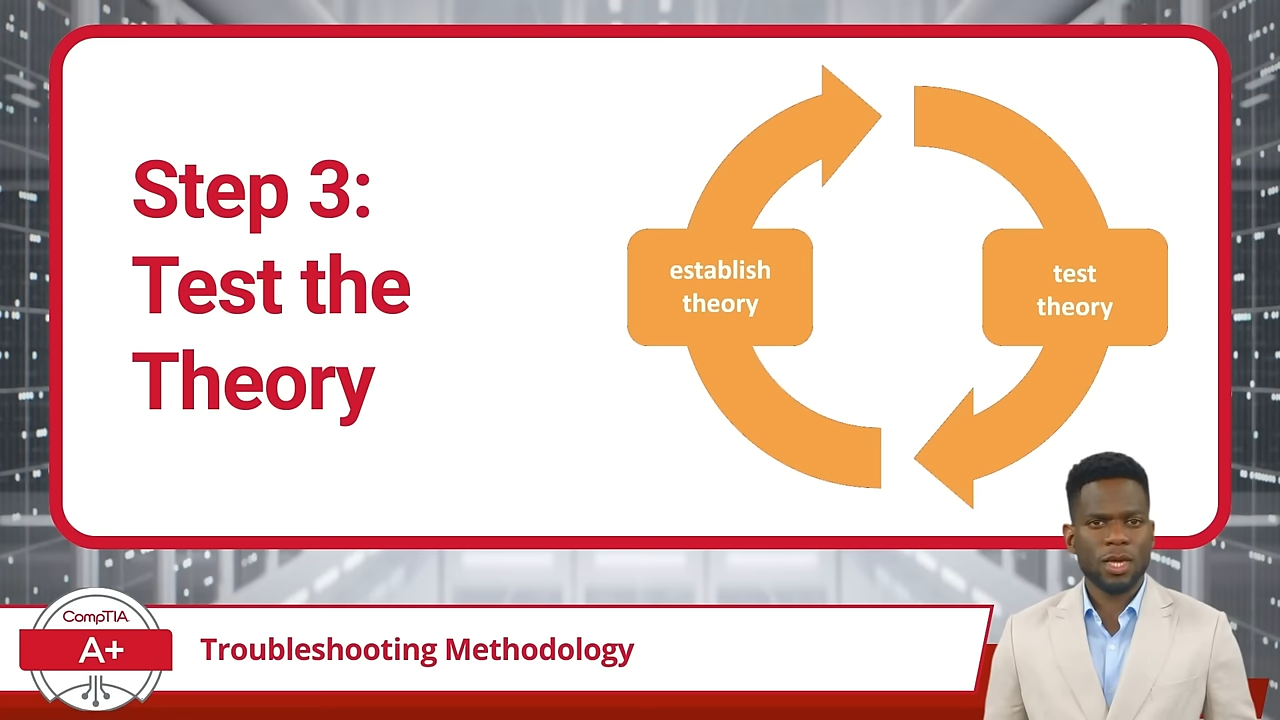 Step 3:
Test the
Theory
establish
theory
test
theory
CompTIA
A+
Troubleshooting Methodology